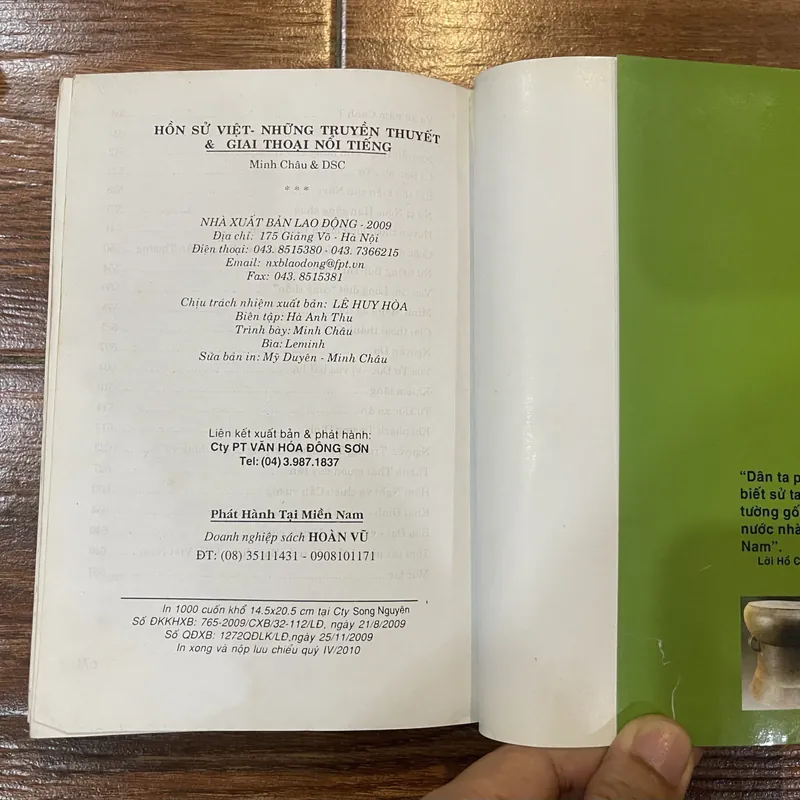 HỒN SỬ VIỆT- NHỮNG TRUYỀN THUYẾT
& GIAI THOẠI NỔI TIẾNG
Minh Châu & DSC
* * *
NHÀ XUẤT BẢN LAO ĐỘNG - 2009
Địa chỉ: 175 Giảng Võ - Hà Nội
Điện thoại: 043. 8515380 - 043. 7366215
Email: nxblaodong@fpt.vn
Fax: 043. 8515381
Chịu trách nhiệm xuất bản: LÊ HUY HÒA
Biên tập: Hà Anh Thu
Trình bày: Minh Châu
Bìa: Leminh
Sửa bản in: Mỹ Duyên - Minh Châu
Liên kết xuất bản & phát hành:
Cty PT VĂN HÓA ĐÔNG SƠN
Tel: (04) 3.987.1837
Phát Hành Tại Miền Nam
Doanh nghiệp sách HOÀN VŨ
ĐT: (08) 35111431 - 0908101171
In 1000 cuốn khổ 14.5x20.5 cm tại Cty Song Nguyên
Số ĐKKHXB: 765-2009/CXB/32-112/LĐ, ngày 21/8/2009
Số QĐXB: 1272QĐLK/LĐ,ngày 25/11/2009
In xong và nộp lưu chiểu quý IV/2010
"Dân ta p
biết sử ta
tường gố
nước nhà
Nam".
Lời Hồ C